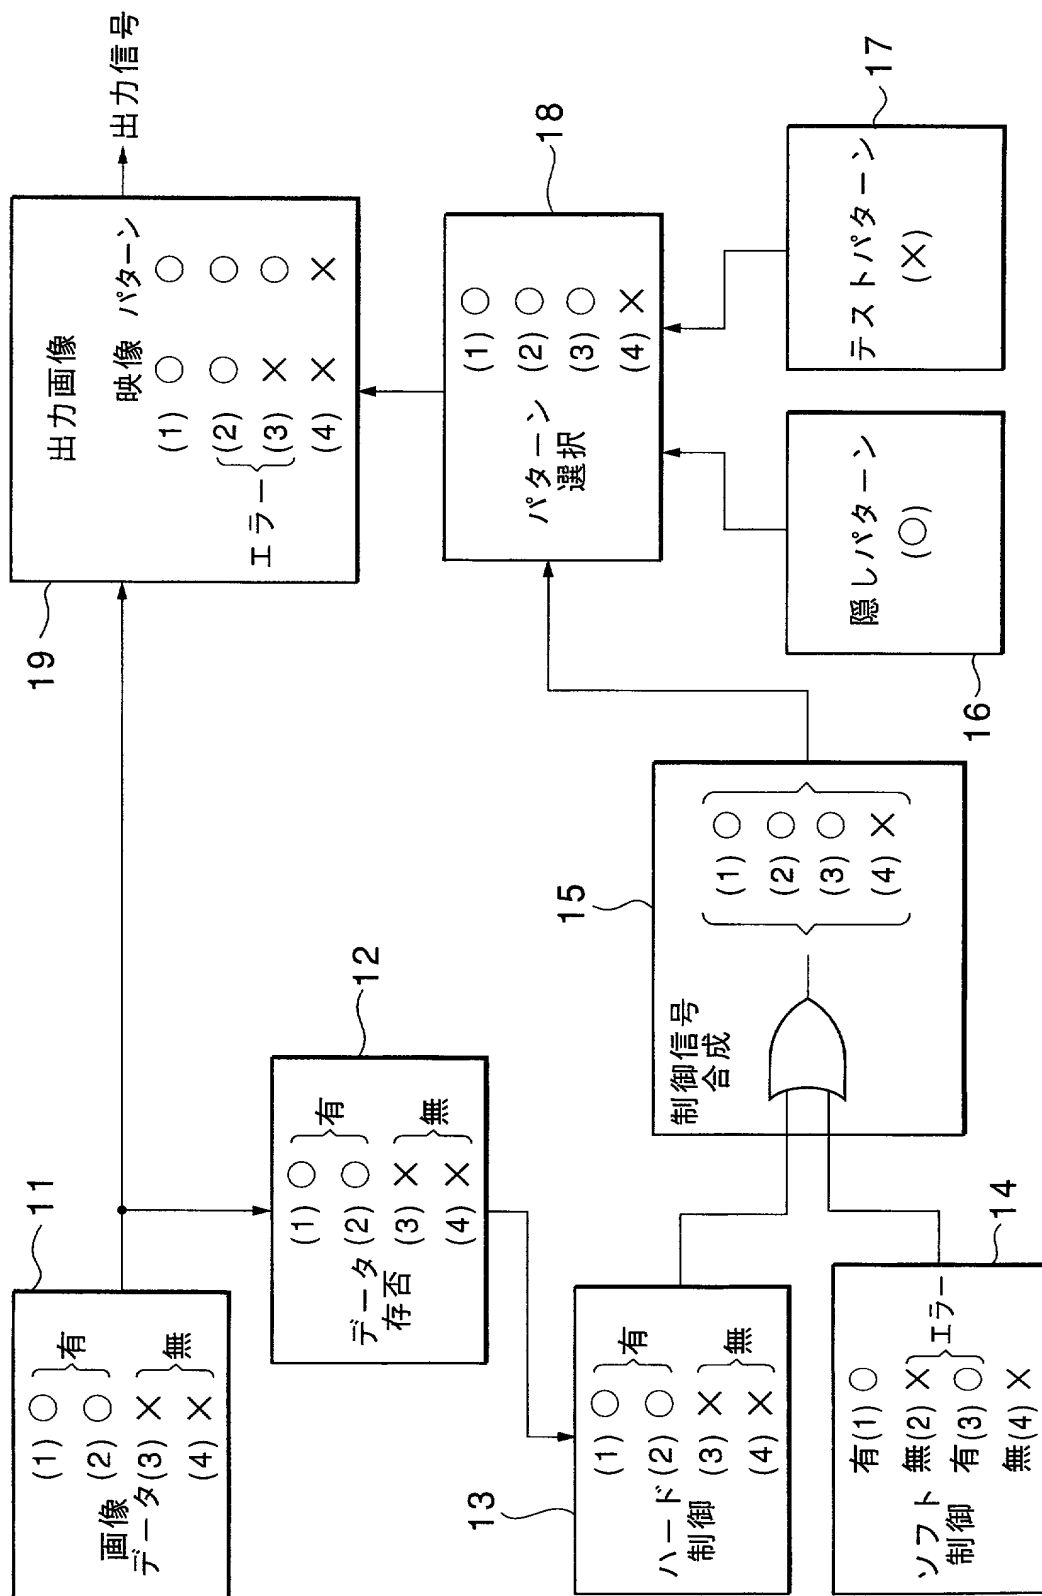 11
画像
データ
(1) ○
(2) ○
(3) ×
(4) ×
有
無
12
データ
存否
(1) ○
(2) ○
(3) ×
(4) ×
有
無
13
ハード
制御
(1) ○
(2) ○
(3) ×
(4) ×
有
無
14
ソフト
制御
有(1) ○
無(2) ×
有(3) ○
無(4) ×
エラー
15
制御信号
合成
(1) ○
(2) ○
(3) ○
(4) ×
16
隠しパターン
(○)
17
テストパターン
(×)
18
パターン
選択
(1) ○
(2) ○
(3) ○
(4) ×
19
出力画像
映像 パターン
(1) ○ ○
(2) ○ ○
(3) × ○
(4) × ×
エラー
出力信号